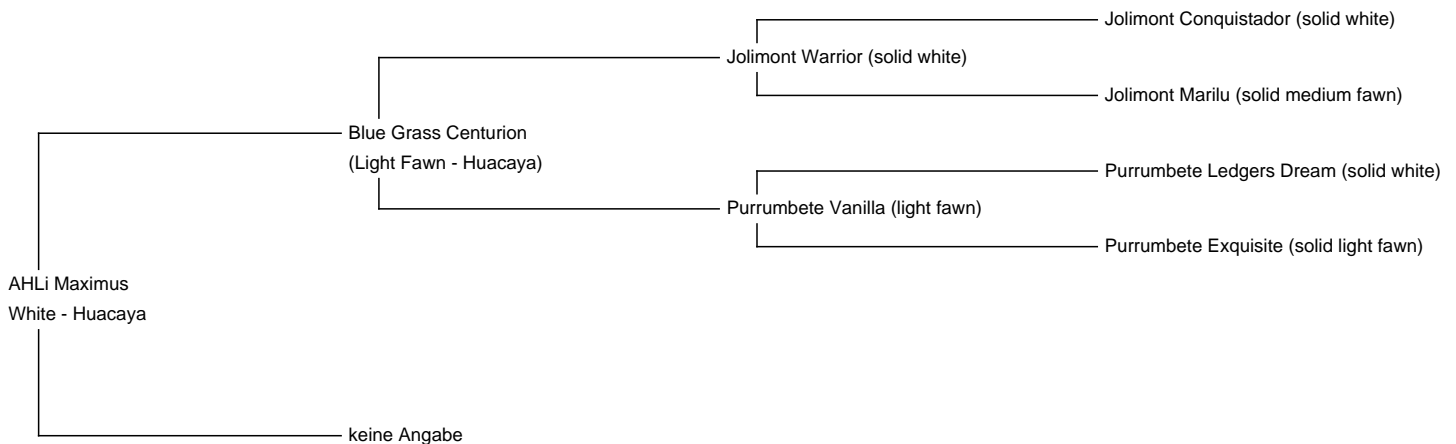 Jolimont Conquistador (solid white)
Jolimont Warrior (solid white)
Jolimont Marilu (solid medium fawn)
Blue Grass Centurion
(Light Fawn - Huacaya)
Purrumbete Ledgers Dream (solid white)
Purrumbete Vanilla (light fawn)
Purrumbete Exquisite (solid light fawn)
AHLi Maximus
White - Huacaya
keine Angabe